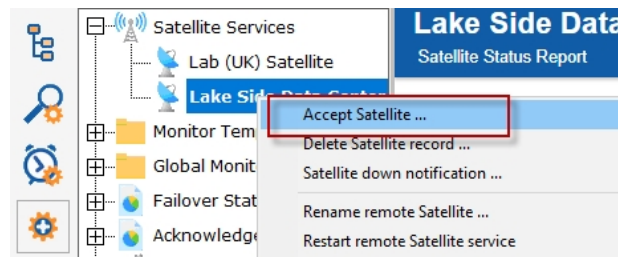 Satellite Services
Lab (UK) Satellite
Lake Side Data Center
Monitor Tem
Global Monit
Failover Stat
Acknowledge
Lake Side Data
Satellite Status Report
Accept Satellite ...
Delete Satellite record ...
Satellite down notification ...
Rename remote Satellite ...
Restart remote Satellite service